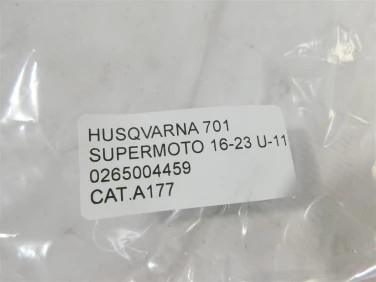 HUSQVARNA 701
SUPERMOTO 16-23 U-11
0265004459
CAT.A177